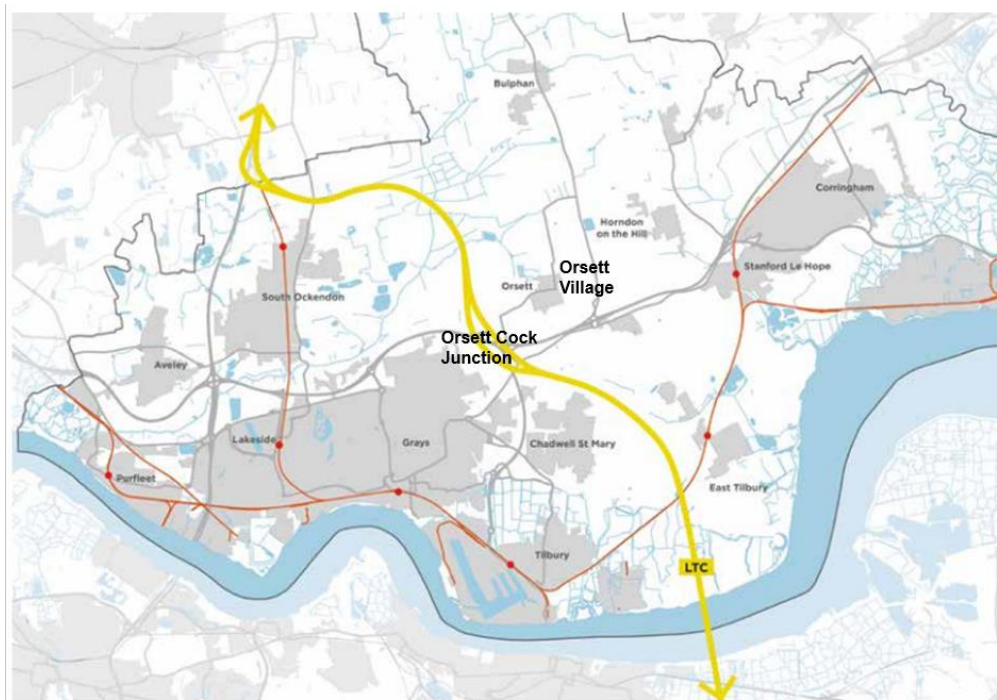 Bulphan
Corringham
Horndon
on the Hill
Orsett
Village
Stanford Le Hope
Orsett
South Ockendon
Orsett Cock
Junction
Aveley
Lakeside
Grays
Chadwell St Mary
Purfleet
East Tilbury
Tilbury
LTC